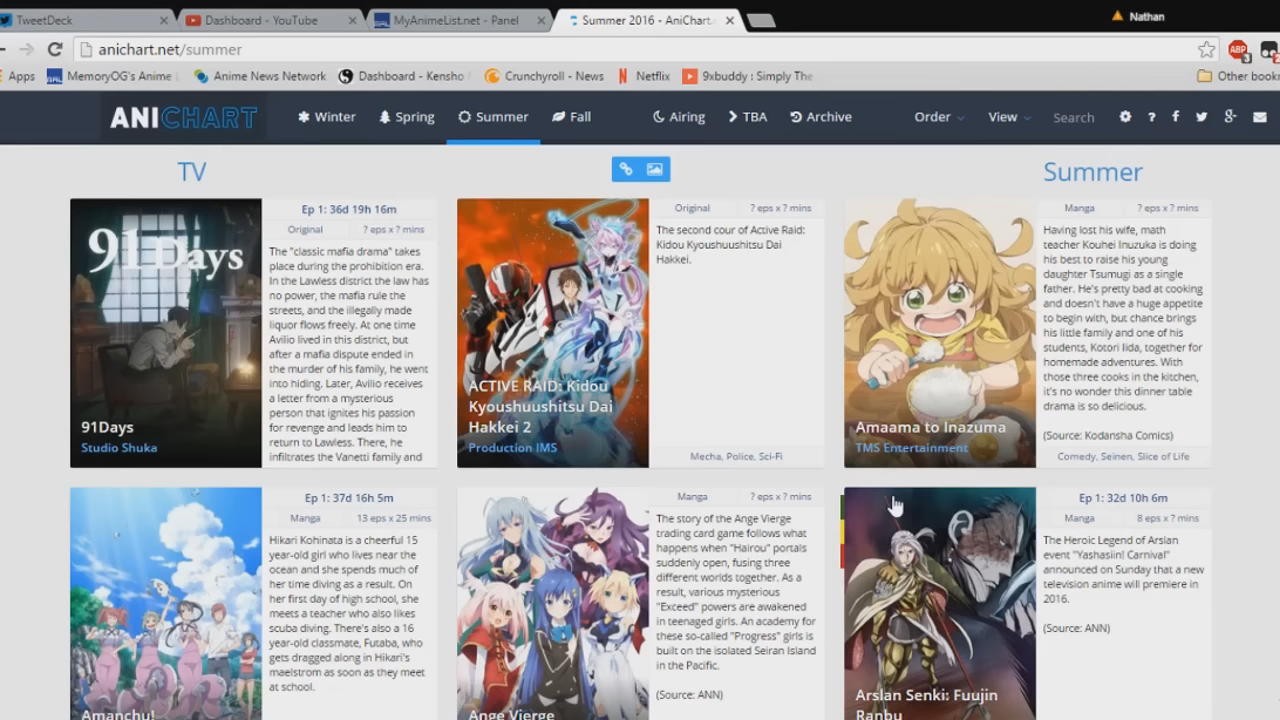 TweetDeck
Dashboard - YouTube
MyAnimeList.net - Panel
Summer 2016 - AniChart.
Nathan
anichart.net/summer
ABP
3
Apps
MemoryOG's Anime
Anime News Network
Dashboard - Kensho
Crunchyroll - News
Netflix
9xbuddy : Simply The
Other book
ANICHART
Winter
Spring
Summer
Fall
Airing
TBA
Archive
Order
View
Search
TV
Summer
91 Days
91Days
Studio Shuka
Ep 1: 36d 19h 16m
Original
? eps x ? mins
The "classic mafia drama" takes
place during the prohibition era.
In the Lawless district the law has
no power, the mafia rule the
streets, and the illegally made
liquor flows freely. At one time
Avilio lived in this district, but
after a mafia dispute ended in
the murder of his family, he went
into hiding. Later, Avilio receives
a letter from a mysterious
person that ignites his passion
for revenge and leads him to
return to Lawless. There, he
infiltrates the Vanetti family and
ACTIVE RAID: Kidou
Kyoushuushitsu Dai
Hakkei 2
Production IMS
Original
? eps x ? mins
The second cour of Active Raid:
Kidou Kyoushuushitsu Dai
Hakkei.
Mecha, Police, Sci-Fi
Amaama to Inazuma
TMS Entertainment
Manga
? eps x ? mins
Having lost his wife, math
teacher Kouhei Inuzuka is doing
his best to raise his young
daughter Tsumugi as a single
father. He's pretty bad at cooking
and doesn't have a huge appetite
to begin with, but chance brings
his little family and one of his
students, Kotori Iida, together for
homemade adventures. With
those three cooks in the kitchen,
it's no wonder this dinner table
drama is so delicious.
(Source: Kodansha Comics)
Comedy, Seinen, Slice of Life
Amanchu!
Ep 1: 37d 16h 5m
Manga
13 eps x 25 mins
Hikari Kohinata is a cheerful 15
year-old girl who lives near the
ocean and she spends much of
her time diving as a result. On
her first day of high school, she
meets a teacher who also likes
scuba diving. There's also a 16
year-old classmate, Futaba, who
gets dragged along in Hikari's
maelstrom as soon as they meet
at school.
Ange Vierge
Manga
? eps x ? mins
The story of the Ange Vierge
trading card game follows what
happens when "Hairou" portals
suddenly open, fusing three
different worlds together. As a
result, various mysterious
"Exceed" powers are awakened
in teenaged girls. An academy for
these so-called "Progress" girls is
built on the isolated Seiran Island
in the Pacific.
(Source: ANN)
Arslan Senki: Fuujin
Ranbu
Ep 1: 32d 10h 6m
Manga
8 eps x ? mins
The Heroic Legend of Arslan
event "Yashasiin! Carnival"
announced on Sunday that a new
television anime will premiere in
2016.
(Source: ANN)